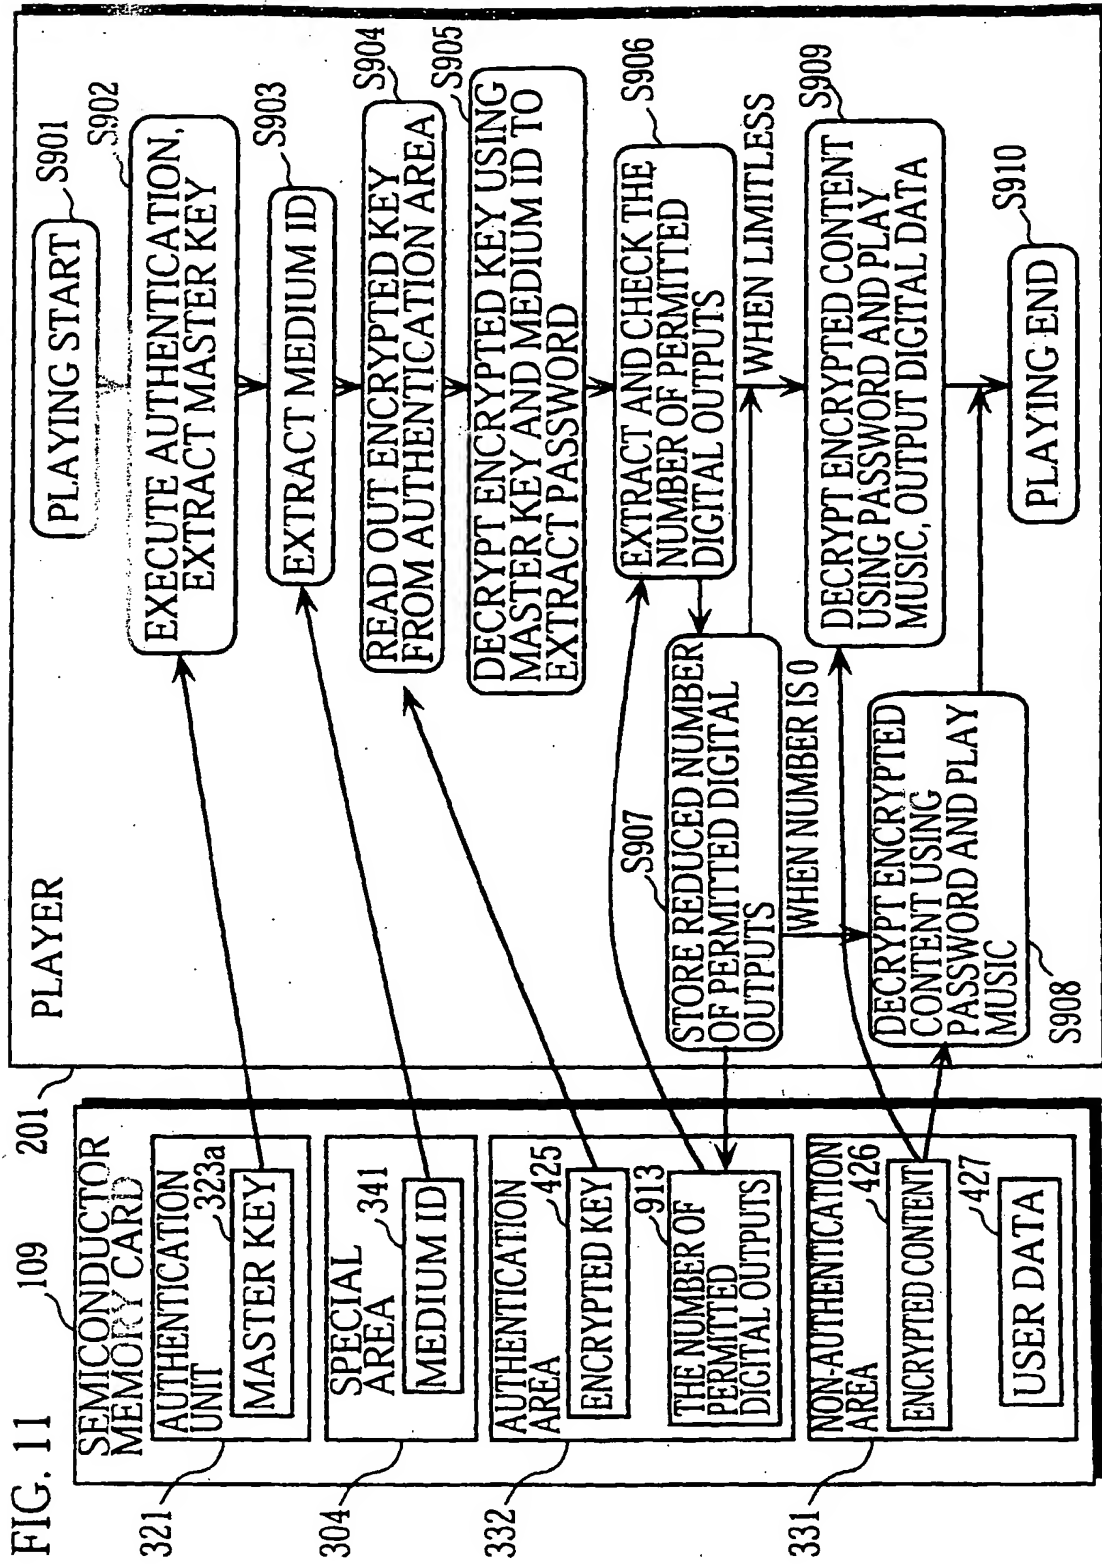 FIG. 11
109
SEMICONDUCTOR
MEMORY CARD
321
AUTHENTICATION
UNIT
323a
MASTER KEY
304
SPECIAL
AREA
341
MEDIUM ID
332
AUTHENTICATION
AREA
425
ENCRYPTED KEY
913
THE NUMBER OF
PERMITTED
DIGITAL OUTPUTS
331
NON-AUTHENTICATION
AREA
426
ENCRYPTED CONTENT
427
USER DATA
201
PLAYER
PLAYING START
S901
S902
EXECUTE AUTHENTICATION,
EXTRACT MASTER KEY
S903
EXTRACT MEDIUM ID
S904
READ OUT ENCRYPTED KEY
FROM AUTHENTICATION AREA
S905
DECRYPT ENCRYPTED KEY USING
MASTER KEY AND MEDIUM ID TO
EXTRACT PASSWORD
S906
EXTRACT AND CHECK THE
NUMBER OF PERMITTED
DIGITAL OUTPUTS
S907
STORE REDUCED NUMBER
OF PERMITTED DIGITAL
OUTPUTS
WHEN LIMITLESS
WHEN NUMBER IS 0
S909
DECRYPT ENCRYPTED CONTENT
USING PASSWORD AND PLAY
MUSIC, OUTPUT DIGITAL DATA
DECRYPT ENCRYPTED
CONTENT USING
PASSWORD AND PLAY
MUSIC
S908
S910
PLAYING END